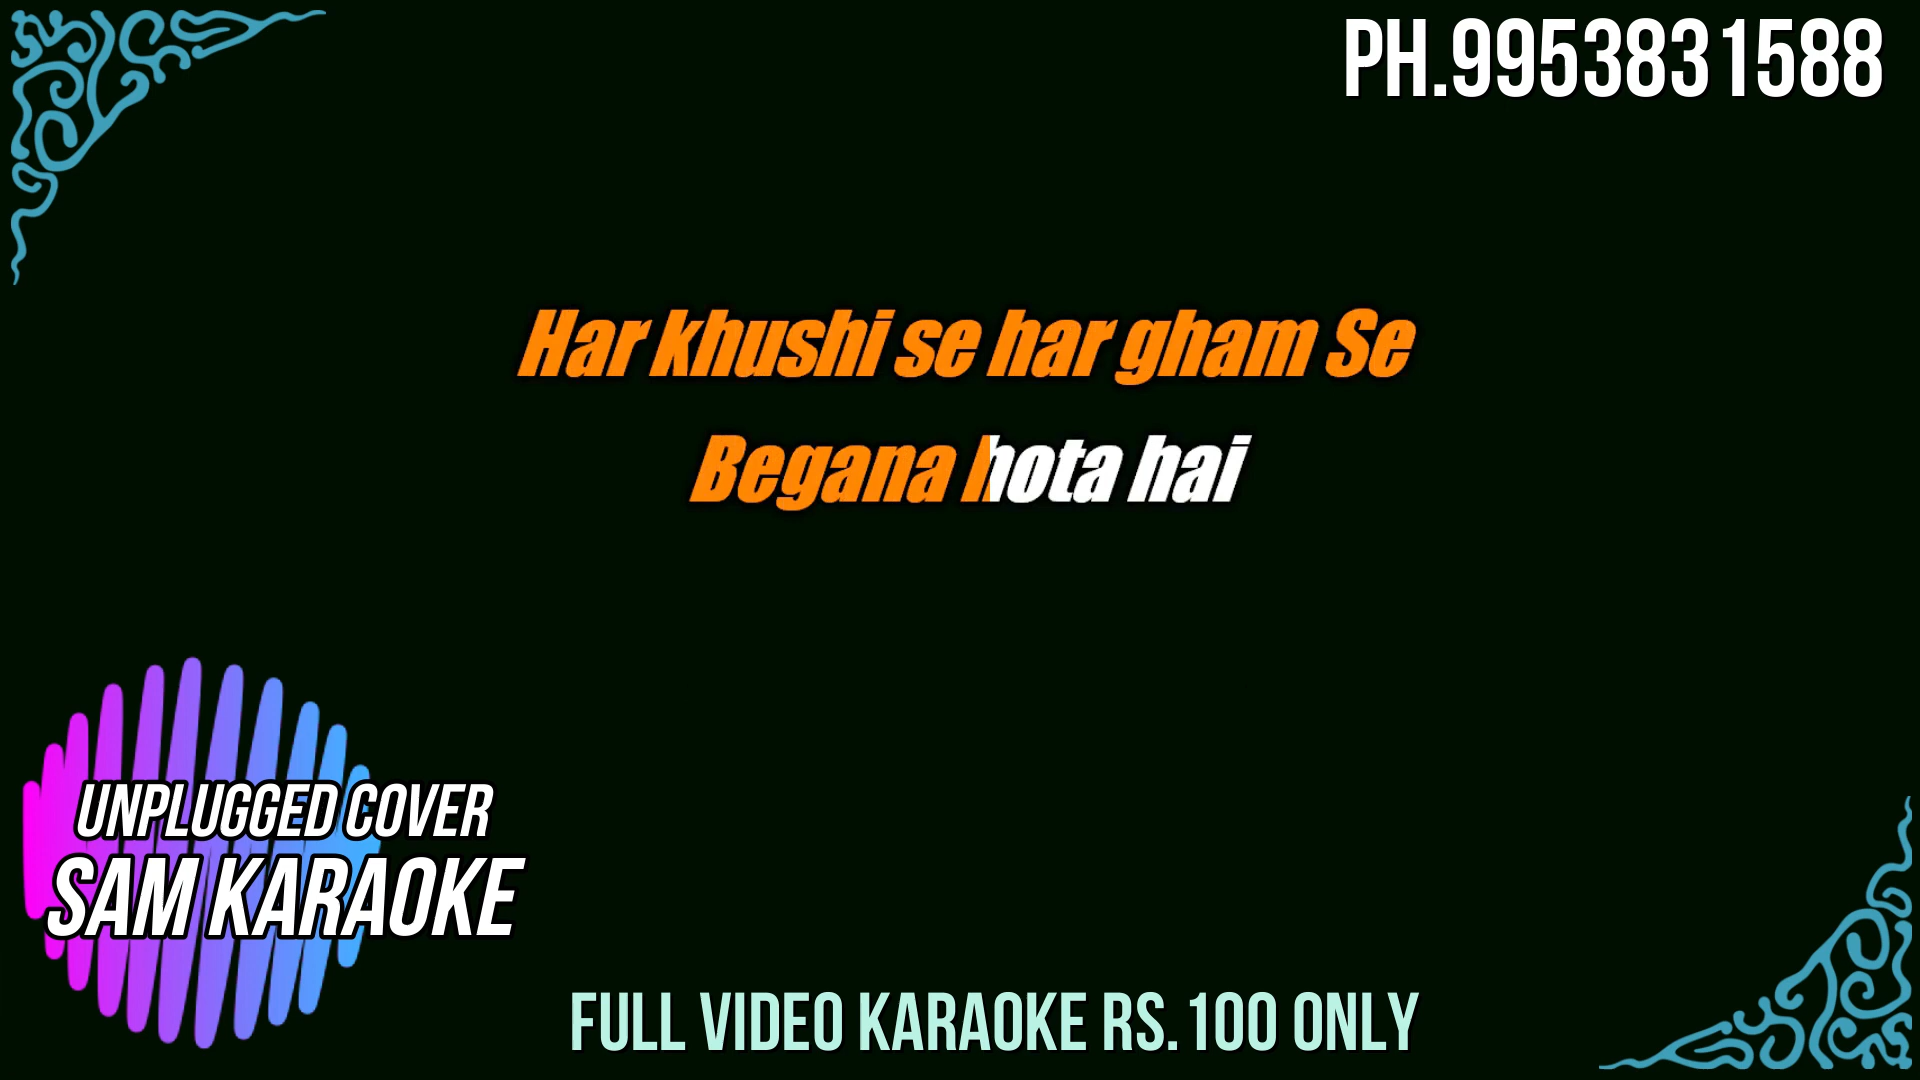 PH.9953831588
Har khushi se har gham Se
Begana hota hai
UNPLUGGED COVER
SAM KARAOKE
FULL VIDEO KARAOKE RS.100 ONLY